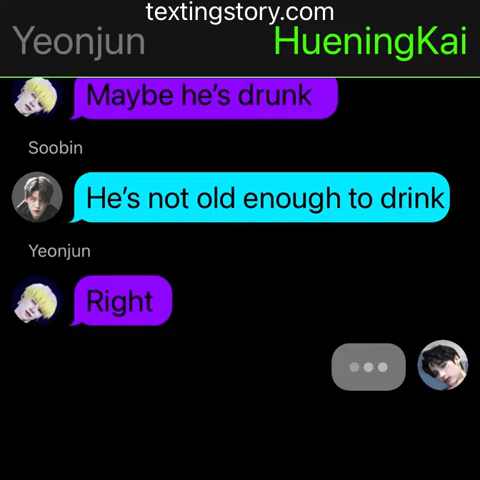 textingstory.com
Yeonjun HueningKai
Maybe he's drunk
Soobin
He's not old enough to drink
Yeonjun
Right